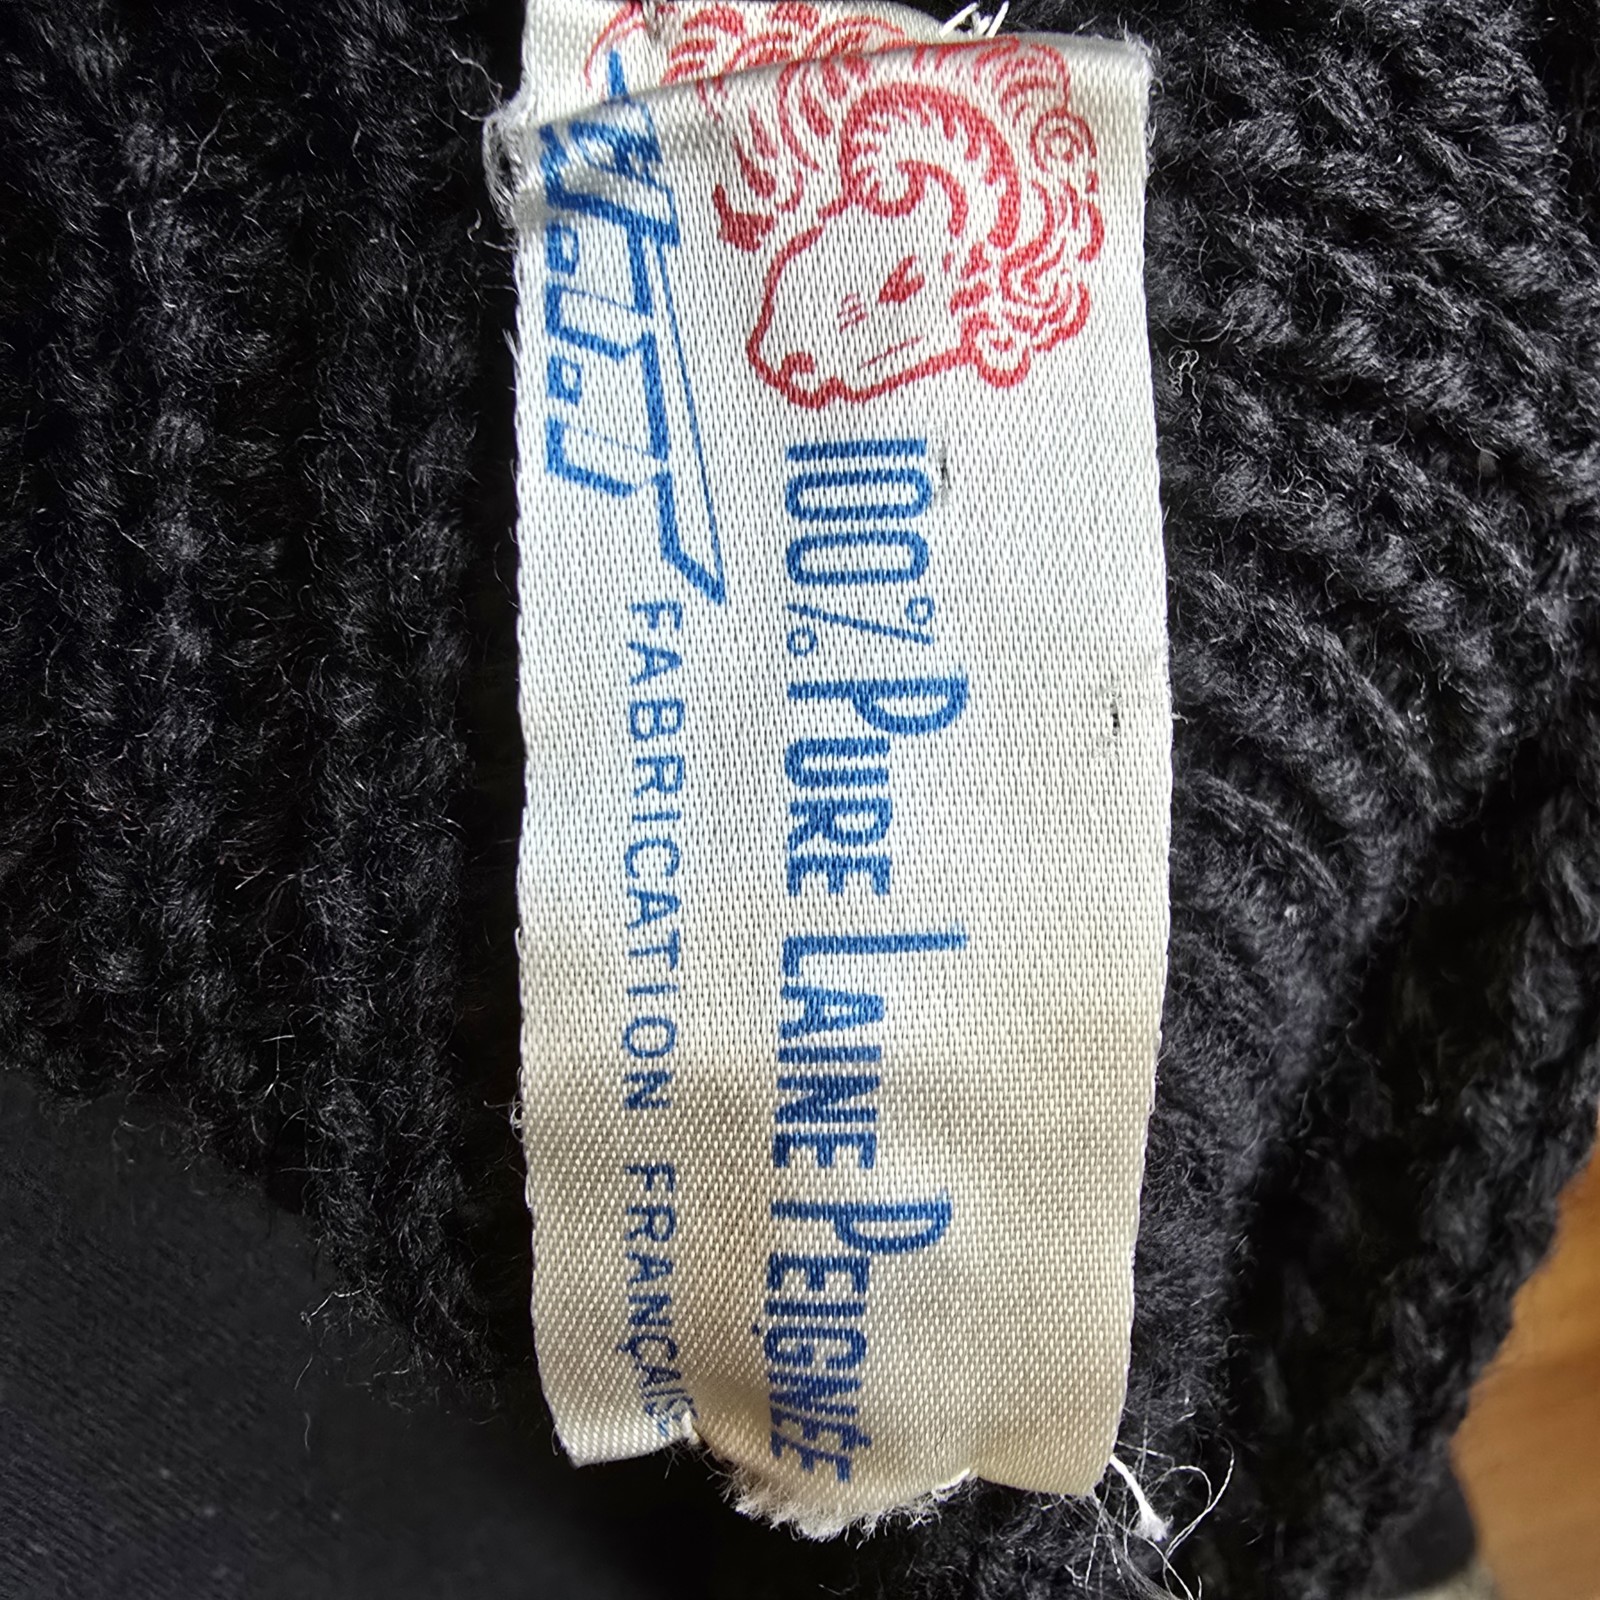 100% PURE LAINE PEIGNÉE
FABRICATION FRANÇAISE